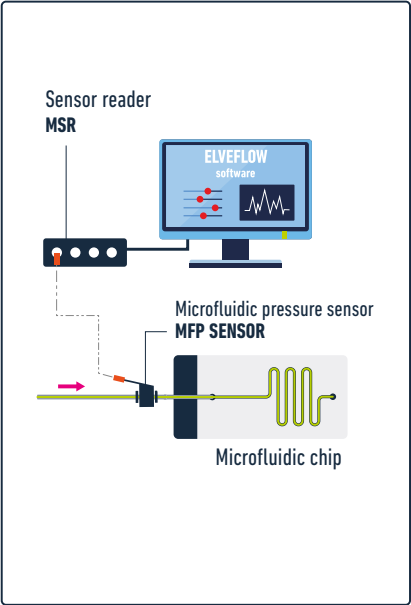 Sensor reader
MSR
ELVEFLOW
software
Microfluidic pressure sensor
MFP SENSOR
Microfluidic chip